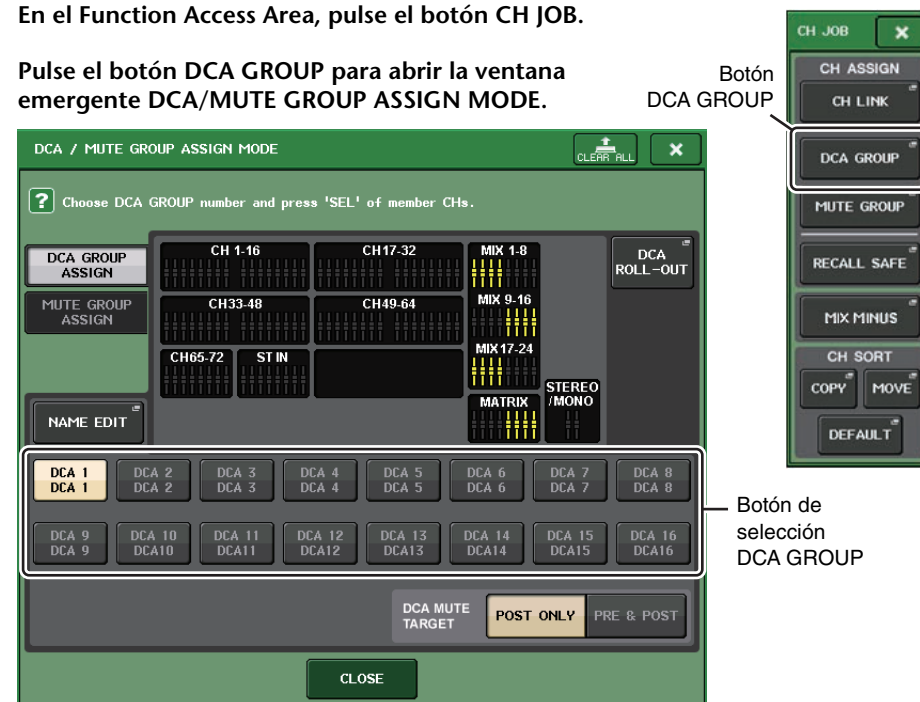 En el Function Access Area, pulse el botón CH JOB.
Pulse el botón DCA GROUP para abrir la ventana
emergente DCA/MUTE GROUP ASSIGN MODE.
Botón
DCA GROUP
CH JOB
CH ASSIGN
CH LINK
DCA GROUP
MUTE GROUP
RECALL SAFE
MIX MINUS
CH SORT
COPY MOVE
DEFAULT
DCA / MUTE GROUP ASSIGN MODE
CLEAR ALL
? Choose DCA GROUP number and press 'SEL' of member CHs.
DCA GROUP
ASSIGN
MUTE GROUP
ASSIGN
NAME EDIT
CH 1-16 CH17-32 MIX 1-8
CH33-48 CH49-64 MIX 9-16
CH65-72 ST IN MIX17-24
MATRIX
STEREO
/MONO
DCA
ROLL-OUT
DCA 1 DCA 2 DCA 3 DCA 4 DCA 5 DCA 6 DCA 7 DCA 8
DCA 1 DCA 2 DCA 3 DCA 4 DCA 5 DCA 6 DCA 7 DCA 8
DCA 9 DCA 10 DCA 11 DCA 12 DCA 13 DCA 14 DCA 15 DCA 16
DCA 9 DCA10 DCA11 DCA12 DCA13 DCA14 DCA15 DCA16
Botón de
selección
DCA GROUP
DCA MUTE
TARGET
POST ONLY PRE & POST
CLOSE